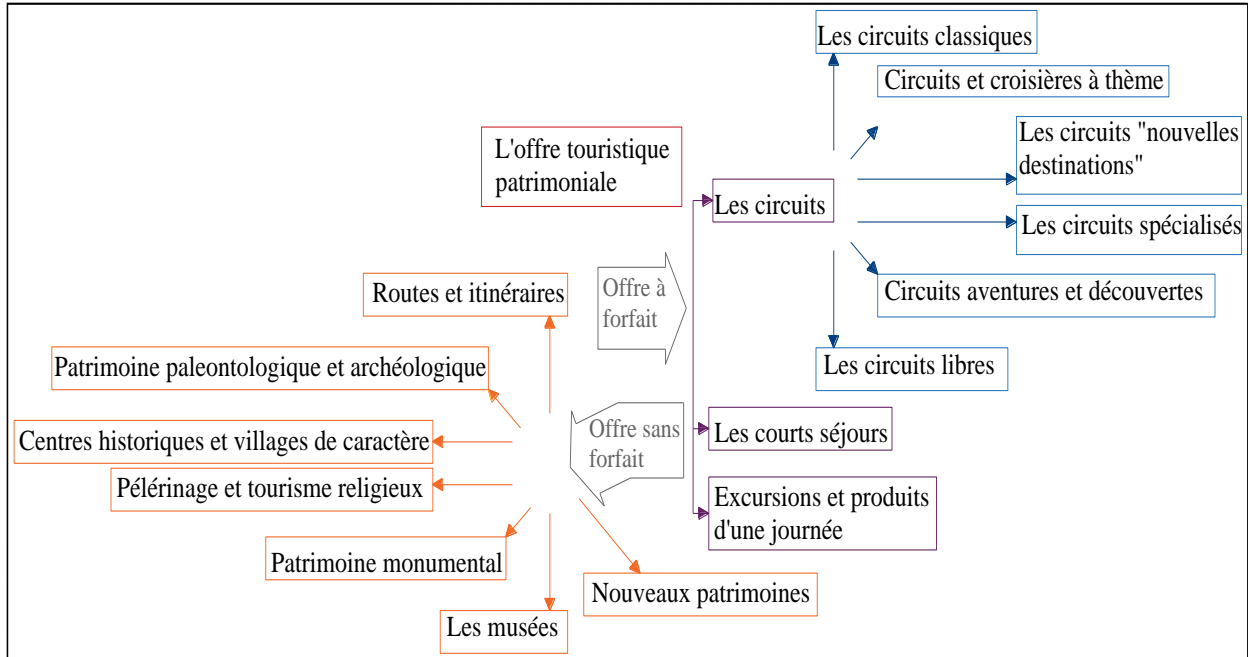 Les circuits classiques
Circuits et croisières à thème
Les circuits "nouvelles
destinations"
L'offre touristique
patrimoniale
Les circuits
Les circuits spécialisés
Routes et itinéraires
Offre à
forfait
Circuits aventures et découvertes
Patrimoine paleontologique et archéologique
Les circuits libres
Centres historiques et villages de caractère
Offre sans
forfait
Les courts séjours
Pélérinage et tourisme religieux
Excursions et produits
d'une journée
Patrimoine monumental
Nouveaux patrimoines
Les musées